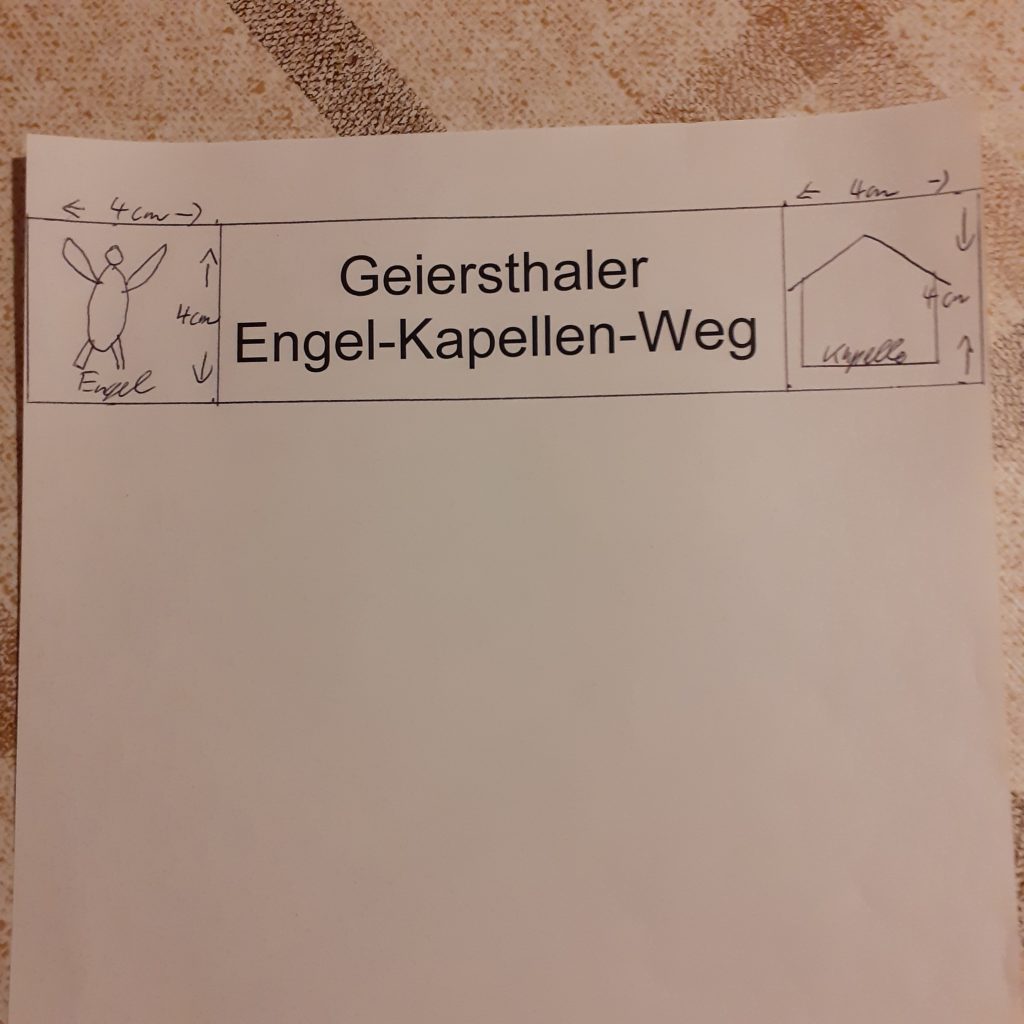 ← 4cm →
← 4cm →
Geiersthaler
Engel-Kapellen-Weg
4cm
4cm
Engel
Kapelle